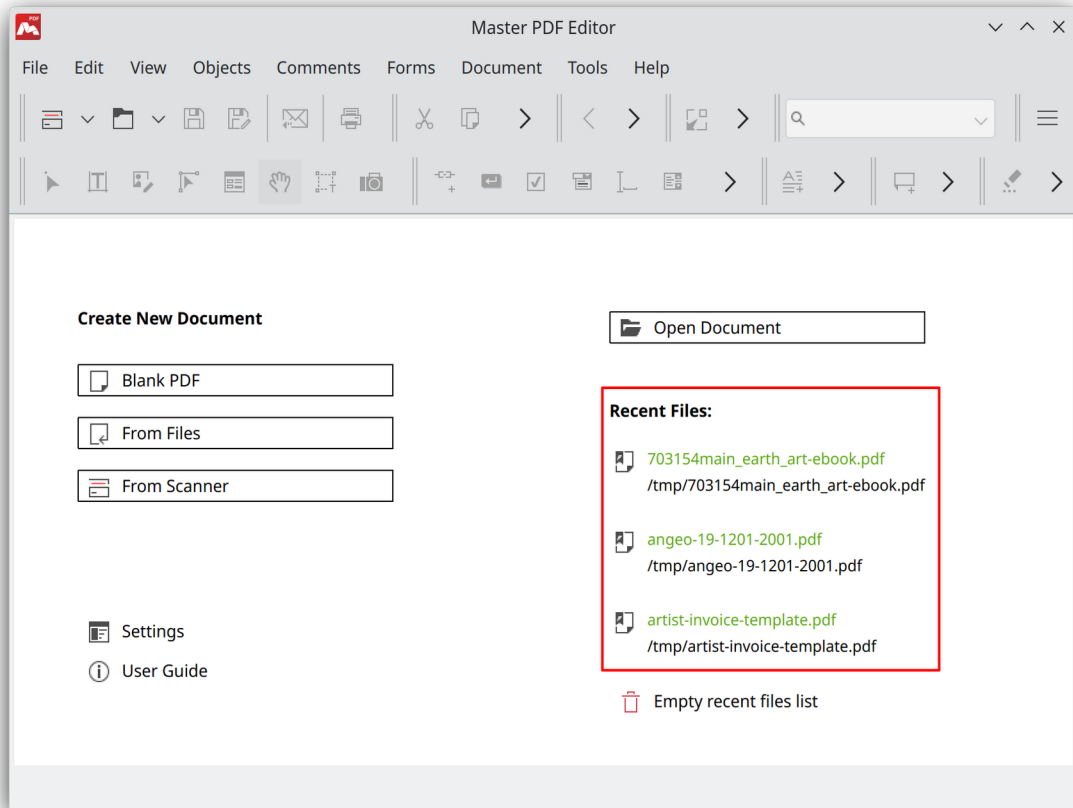 PDF
Master PDF Editor
File Edit View Objects Comments Forms Document Tools Help
Create New Document
Blank PDF
From Files
From Scanner
Settings
User Guide
Open Document
Recent Files:
703154main_earth_art-ebook.pdf
/tmp/703154main_earth_art-ebook.pdf
angeo-19-1201-2001.pdf
/tmp/angeo-19-1201-2001.pdf
artist-invoice-template.pdf
/tmp/artist-invoice-template.pdf
Empty recent files list